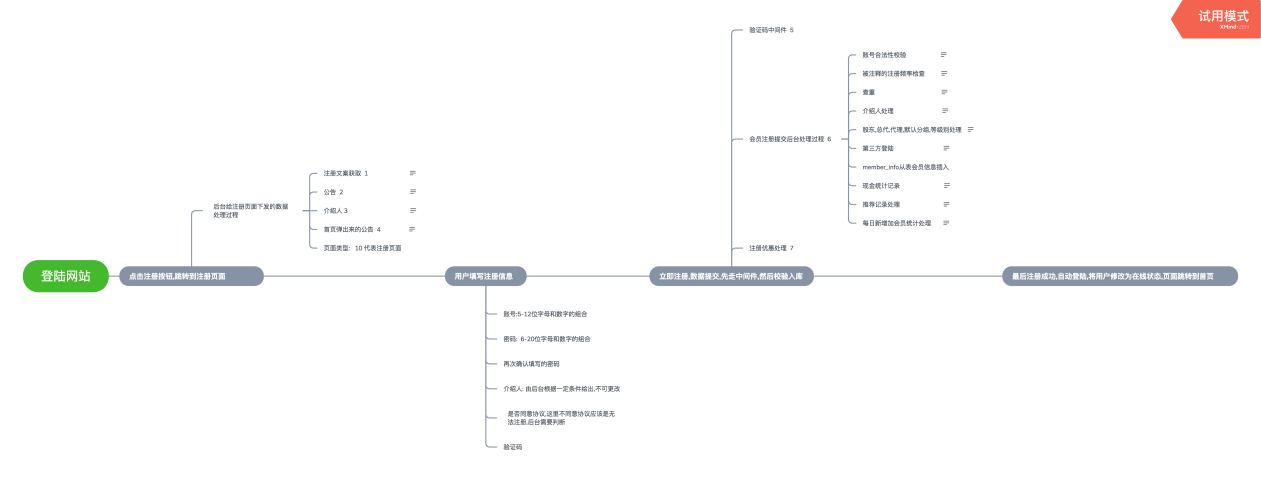 试用模式
XMind:ZEN
验证码中间件 5
账号合法性校验
被注释的注册频率检查
查重
介绍人处理
会员注册提交后台处理过程 6
股东,总代,代理,默认分组,等级别处理
第三方登陆
member_info从表会员信息插入
现金统计记录
推荐记录处理
每日新增加会员统计处理
注册优惠处理 7
注册文案获取 1
公告 2
后台给注册页面下发的数据
处理过程
介绍人 3
首页弹出来的公告 4
页面类型: 10 代表注册页面
登陆网站
点击注册按钮,跳转到注册页面
用户填写注册信息
立即注册,数据提交,先走中间件,然后校验入库
最后注册成功,自动登陆,将用户修改为在线状态,页面跳转到首页
账号:5-12位字母和数字的组合
密码: 6-20位字母和数字的组合
再次确认填写的密码
介绍人: 由后台根据一定条件给出,不可更改
是否同意协议,这里不同意协议应该是无
法注册,后台需要判断
验证码